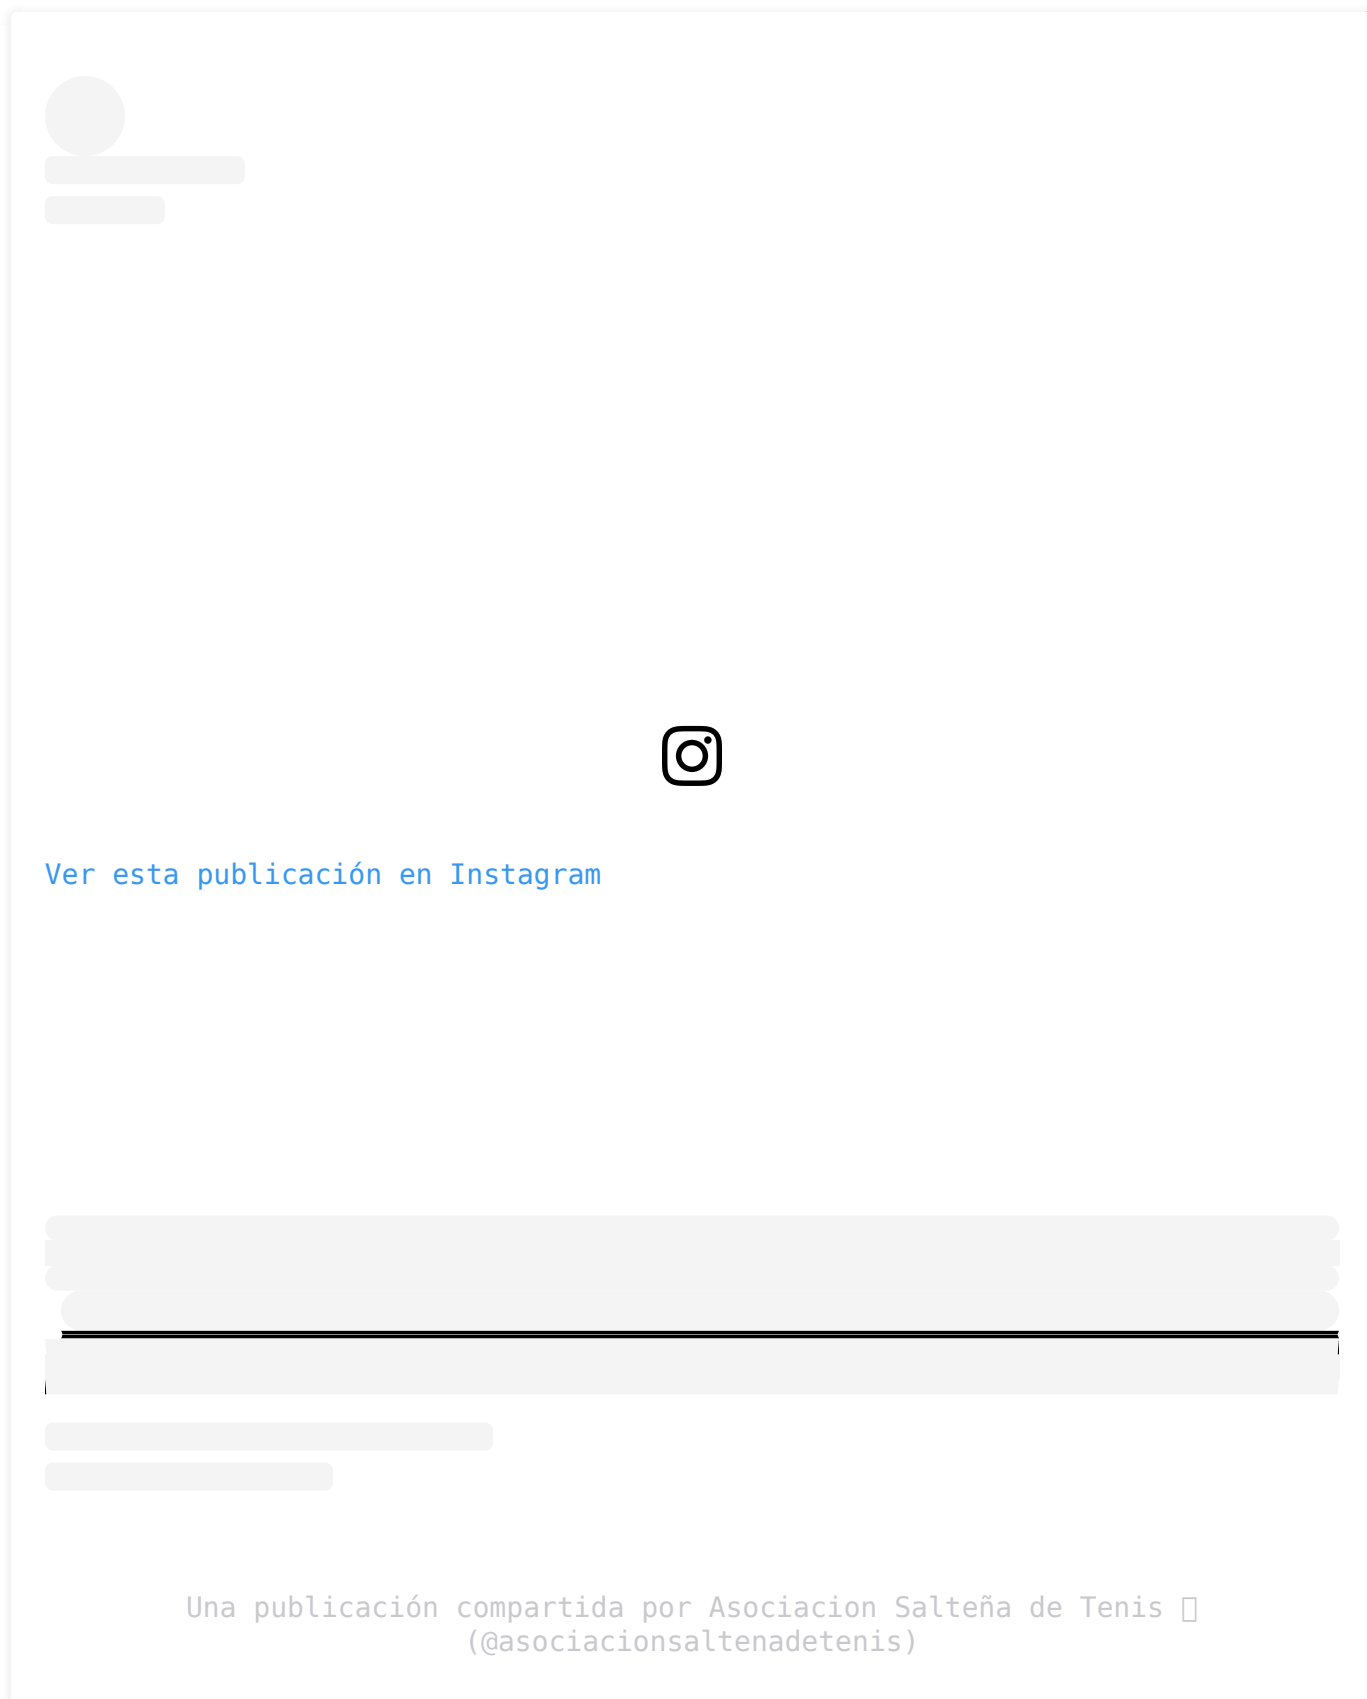 Ver esta publicación en Instagram
Una publicación compartida por Asociacion Salteña de Tenis
(@asociacionsaltenadetenis)